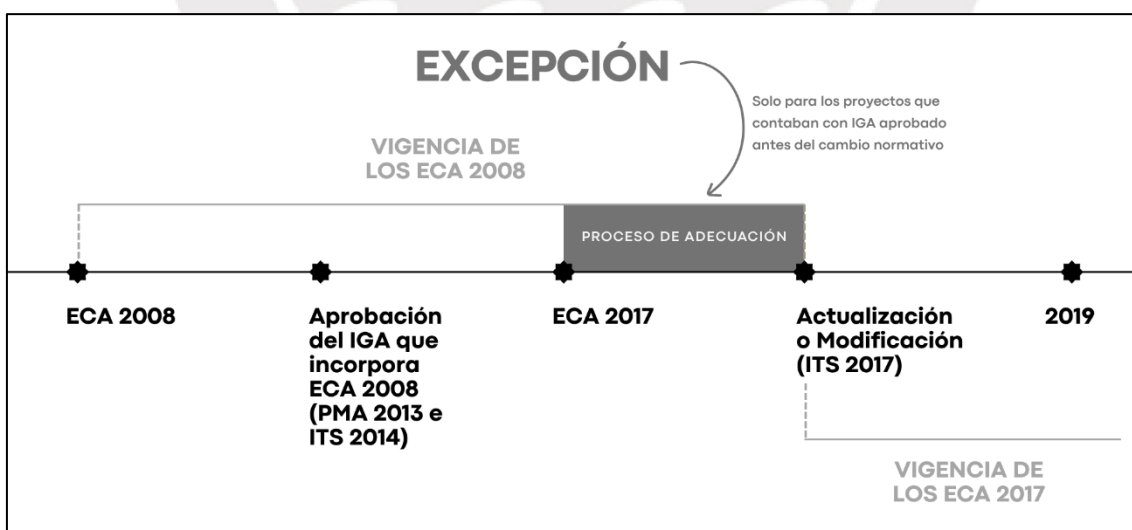 EXCEPCIÓN
Solo para los proyectos que
contaban con IGA aprobado
antes del cambio normativo
VIGENCIA DE
LOS ECA 2008
PROCESO DE ADECUACIÓN
ECA 2008
Aprobación
del IGA que
incorpora
ECA 2008
(PMA 2013 e
ITS 2014)
ECA 2017
Actualización
o Modificación
(ITS 2017)
2019
VIGENCIA DE
LOS ECA 2017